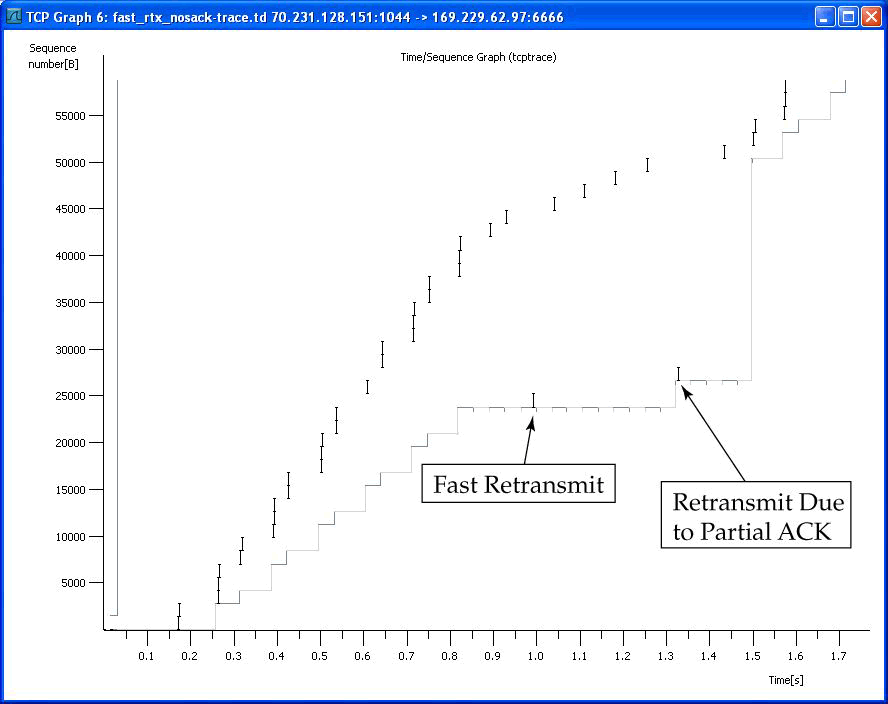 TCP Graph 6: fast_rtx_nosack-trace.td 70.231.128.151:1044 -> 169.229.62.97:6666
Sequence
number[B]
Time/Sequence Graph (tcptrace)
55000
50000
45000
40000
35000
30000
25000
20000
15000
10000
5000
Fast Retransmit
Retransmit Due
to Partial ACK
0.1 0.2 0.3 0.4 0.5 0.6 0.7 0.8 0.9 1.0 1.1 1.2 1.3 1.4 1.5 1.6 1.7
Time[s]